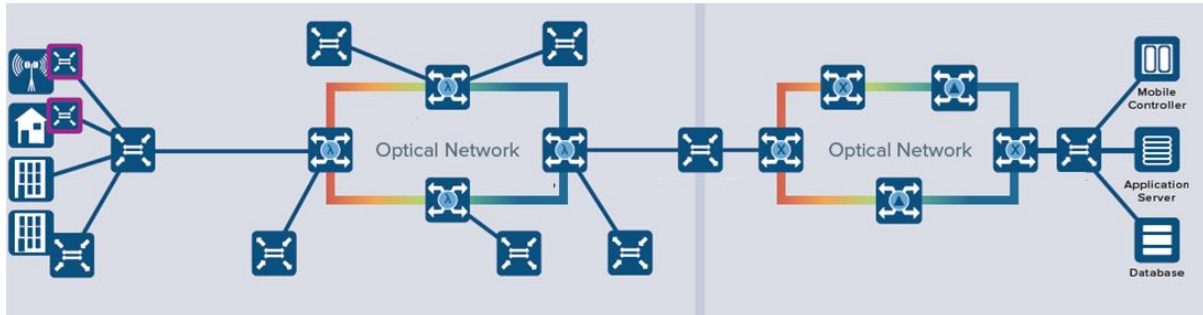 Optical Network
Optical Network
Mobile
Controller
Application
Server
Database